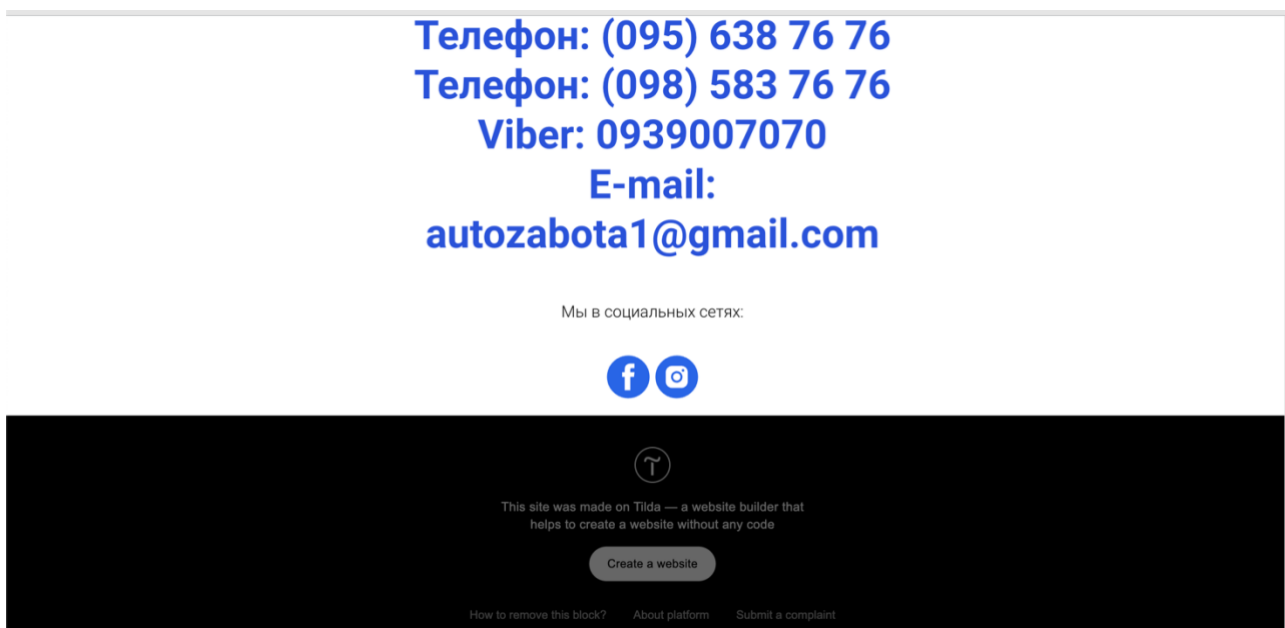 Телефон: (095) 638 76 76
Телефон: (098) 583 76 76
Viber: 0939007070
E-mail:
autozabota1@gmail.com
Мы в социальных сетях:
This site was made on Tilda — a website builder that
helps to create a website without any code
Create a website
How to remove this block? About platform Submit a complaint